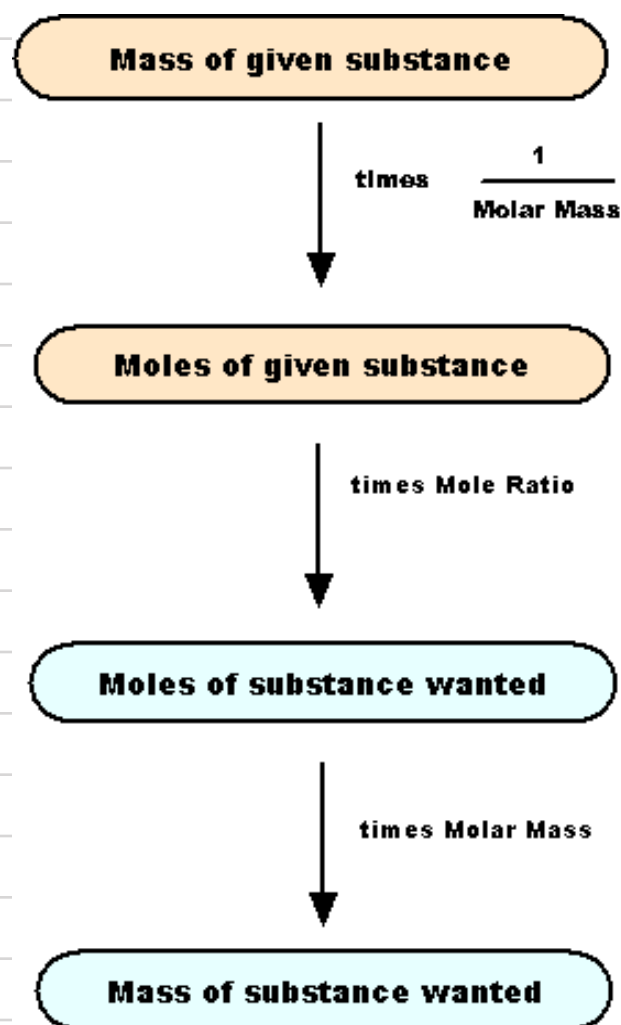 Mass of given substance
times 1
Molar Mass
Moles of given substance
times Mole Ratio
Moles of substance wanted
times Molar Mass
Mass of substance wanted